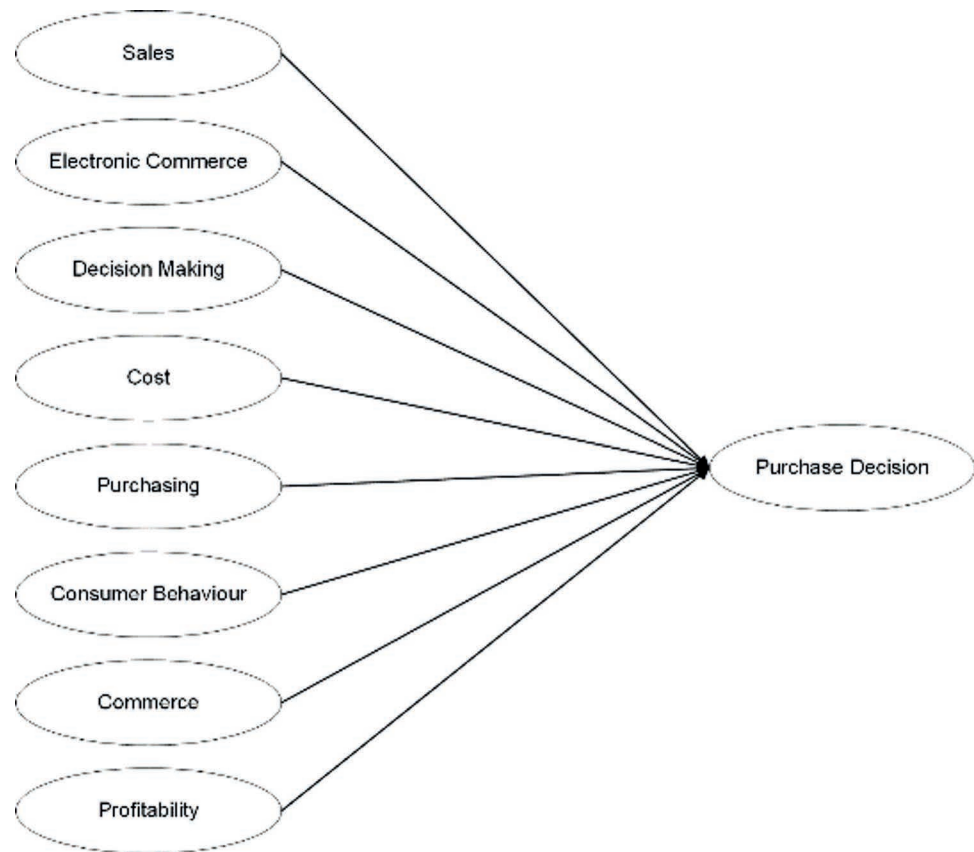 Sales
Electronic Commerce
Decision Making
Cost
Purchasing
Purchase Decision
Consumer Behaviour
Commerce
Profitability